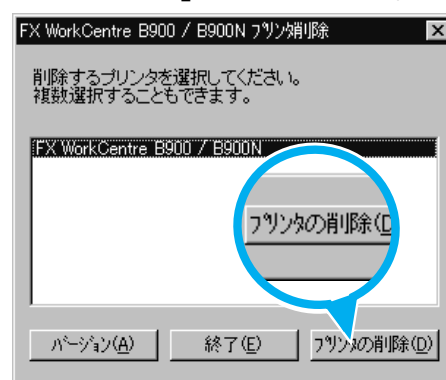 FX WorkCentre B900 / B900N プリンタ削除
削除するプリンタを選択してください。
複数選択することもできます。
FX WorkCentre B900 / B900N
プリンタの削除(D
バージョン(A)
終了(E)
プリンタの削除(D)